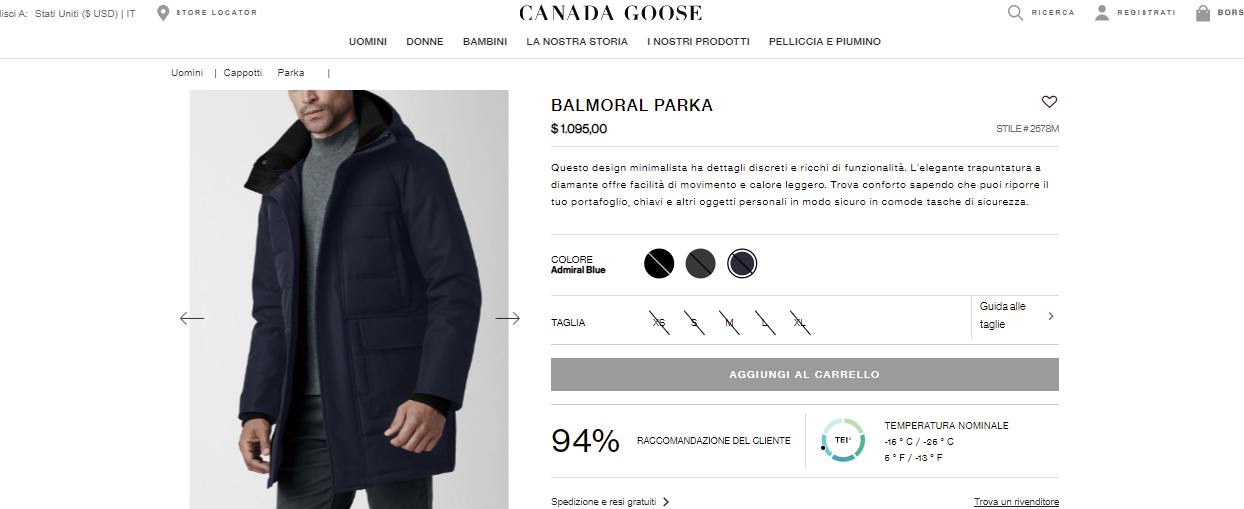 disci A: Stati Uniti ($ USD) | IT
STORE LOCATOR
CANADA GOOSE
RICERCA
REGISTRATI
BORS
UOMINI DONNE BAMBINI LA NOSTRA STORIA I NOSTRI PRODOTTI PELLICCIA E PIUMINO
Uomini | Cappotti Parka |
BALMORAL PARKA
$ 1.095,00
STILE # 2578M
Questo design minimalista ha dettagli discreti e ricchi di funzionalità. L'elegante trapuntatura a
diamante offre facilità di movimento e calore leggero. Trova conforto sapendo che puoi riporre il
tuo portafoglio, chiavi e altri oggetti personali in modo sicuro in comode tasche di sicurezza.
COLORE
Admiral Blue
TAGLIA
XS S M L XL
Guida alle
taglie
AGGIUNGI AL CARRELLO
94% RACCOMANDAZIONE DEL CLIENTE
TEI
TEMPERATURA NOMINALE
-15 ° C / -25 ° C
5 ° F / -13 ° F
Spedizione e resi gratuiti
Trova un rivenditore